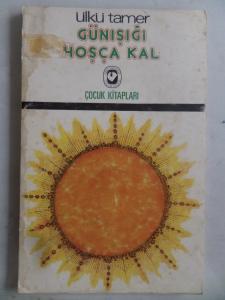 ülkü tamer
GÜNIŞIĞI
HOŞÇA KAL
ÇOCUK KİTAPLARI